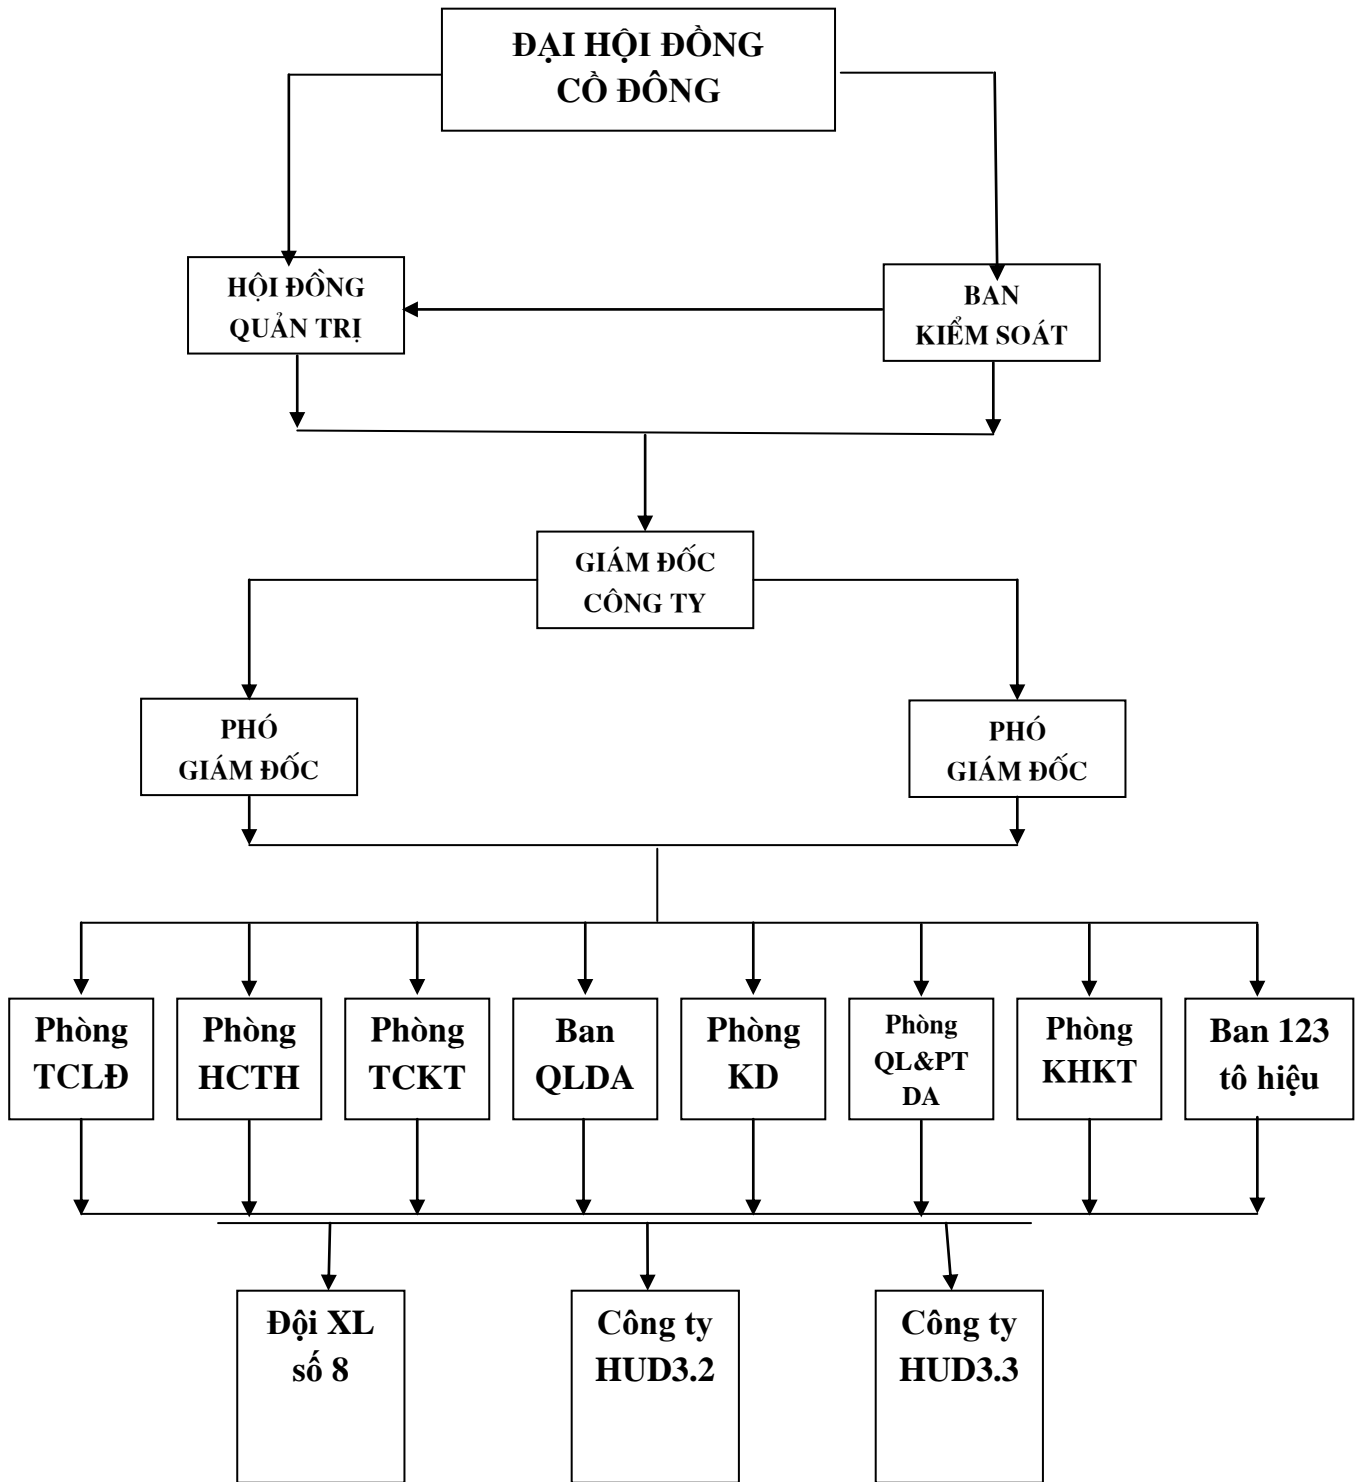 ĐẠI HỘI ĐỒNG
CỔ ĐÔNG
HỘI ĐỒNG
QUẢN TRỊ
BAN
KIỂM SOÁT
GIÁM ĐỐC
CÔNG TY
PHÓ
GIÁM ĐỐC
PHÓ
GIÁM ĐỐC
Phòng
TCLĐ
Phòng
HCTH
Phòng
TCKT
Ban
QLDA
Phòng
KD
Phòng
QL&PT
DA
Phòng
KHKT
Ban 123
tô hiệu
Đội XL
số 8
Công ty
HUD3.2
Công ty
HUD3.3